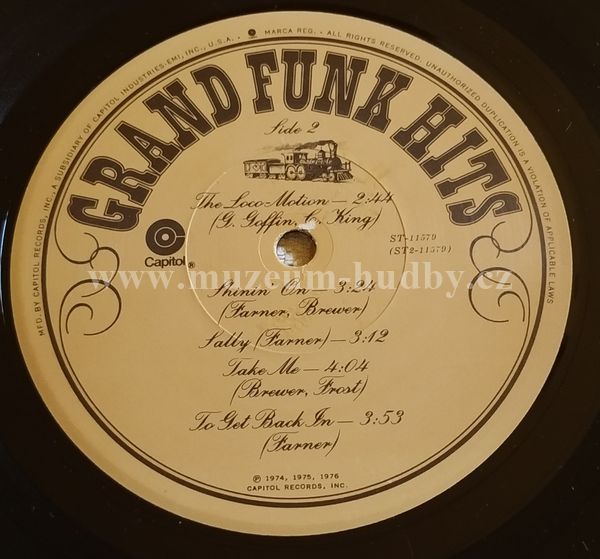 MFD. BY CAPITOL RECORDS, INC., A SUBSIDIARY OF CAPITOL INDUSTRIES-EMI, INC., U.S.A. . MARCA REG. - ALL RIGHTS RESERVED. UNAUTHORIZED DUPLICATION IS A VIOLATION OF APPLICABLE LAWS
GRAND FUNK HITS
Side 2
The Loco-Motion — 2:44
(G. Goffin, C. King)
Capitol®
ST-11579
(ST2-11579)
www.muzeum-hudby.cz
Shinin' On — 3:24
(Farner, Brewer)
Sally (Farner) — 3:12
Take Me — 4:04
(Brewer, Frost)
To Get Back In — 3:53
(Farner)
℗ 1974, 1975, 1976
CAPITOL RECORDS, INC.